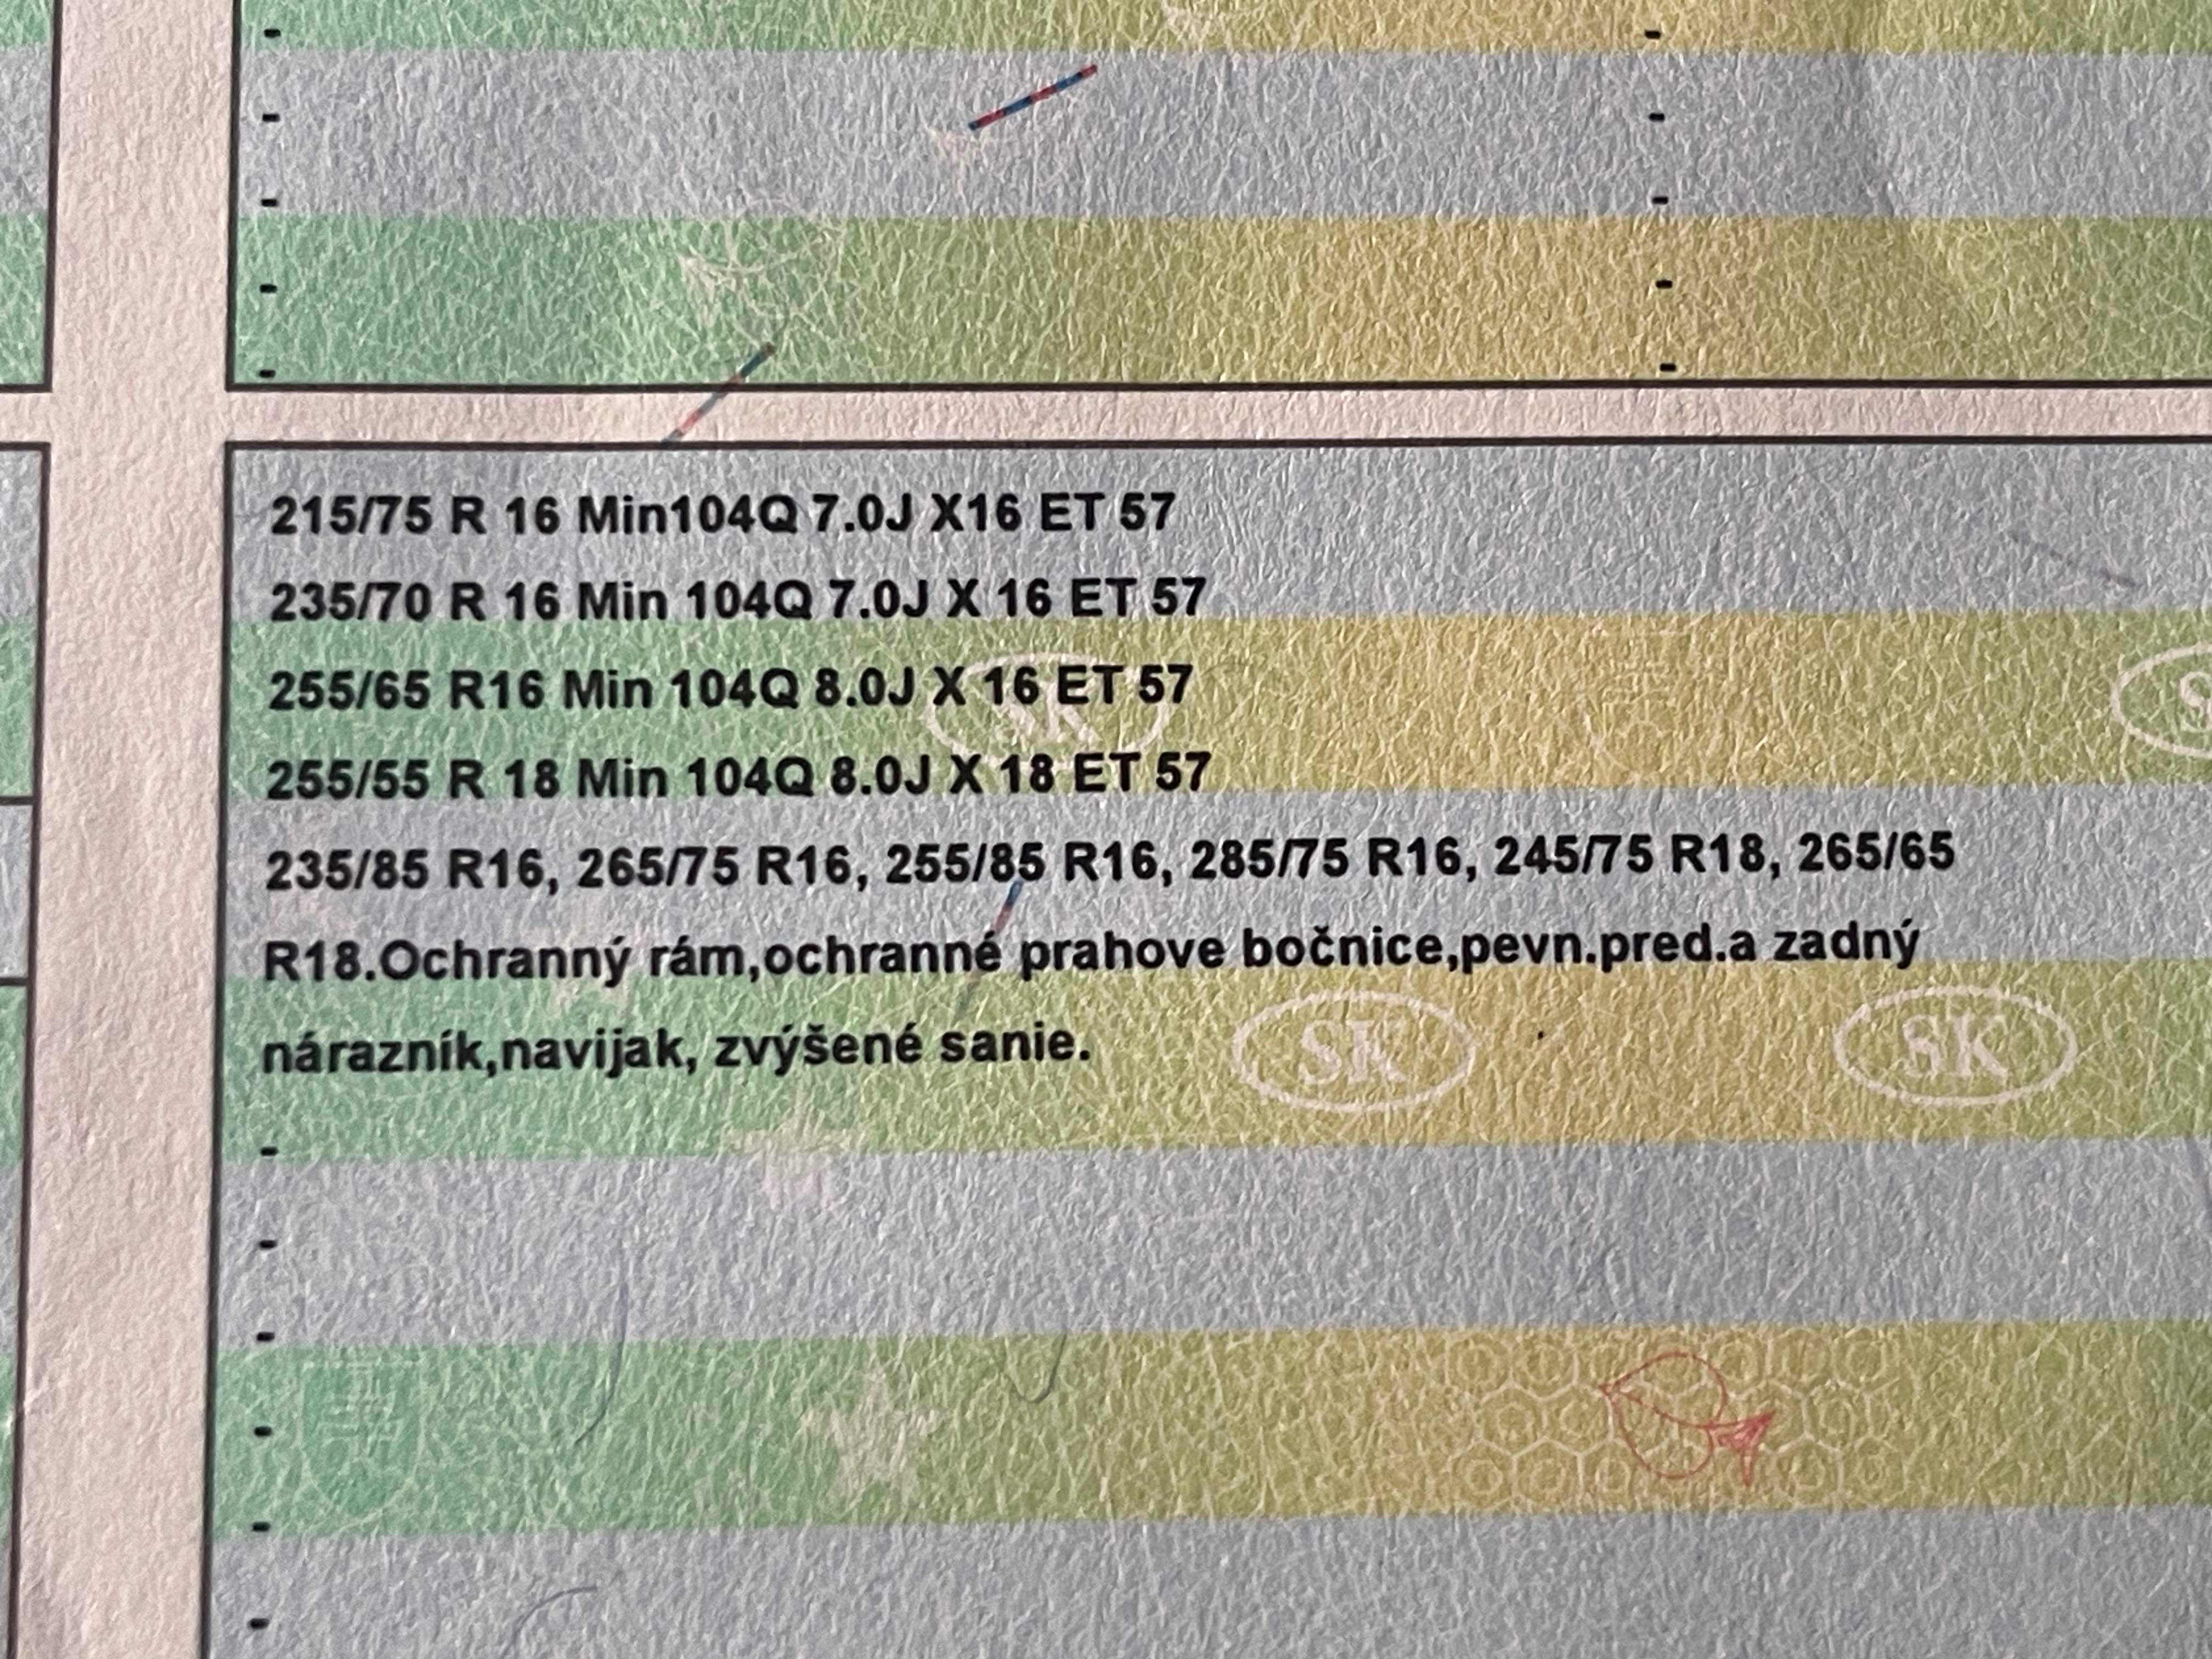 -
-
-
-
-
-
-
-
-
-
215/75 R 16 Min104Q 7.0J X16 ET 57
235/70 R 16 Min 104Q 7.0J X 16 ET 57
255/65 R16 Min 104Q 8.0J X 16 ET 57
SK
255/55 R 18 Min 104Q 8.0J X 18 ET 57
235/85 R16, 265/75 R16, 255/85 R16, 285/75 R16, 245/75 R18, 265/65
R18.Ochranný rám,ochranné prahove bočnice,pevn.pred.a zadný
nárazník,navijak, zvýšené sanie.
SK SK
-
-
-
-
-
-